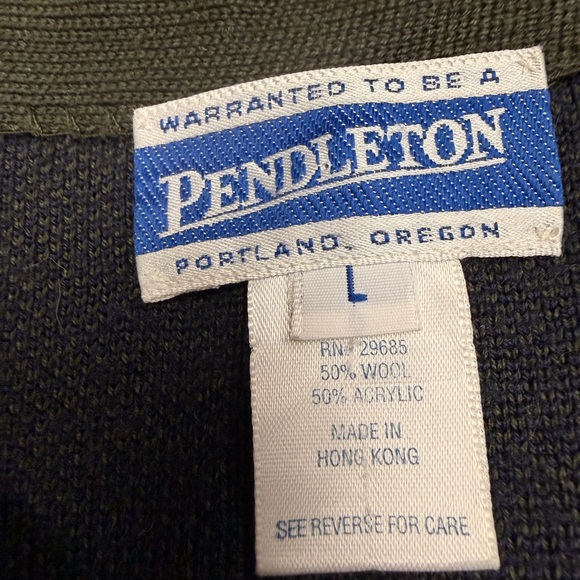 WARRANTED TO BE A
PENDLETON
PORTLAND, OREGON
L
RN# 29685
50% WOOL
50% ACRYLIC
MADE IN
HONG KONG
SEE REVERSE FOR CARE